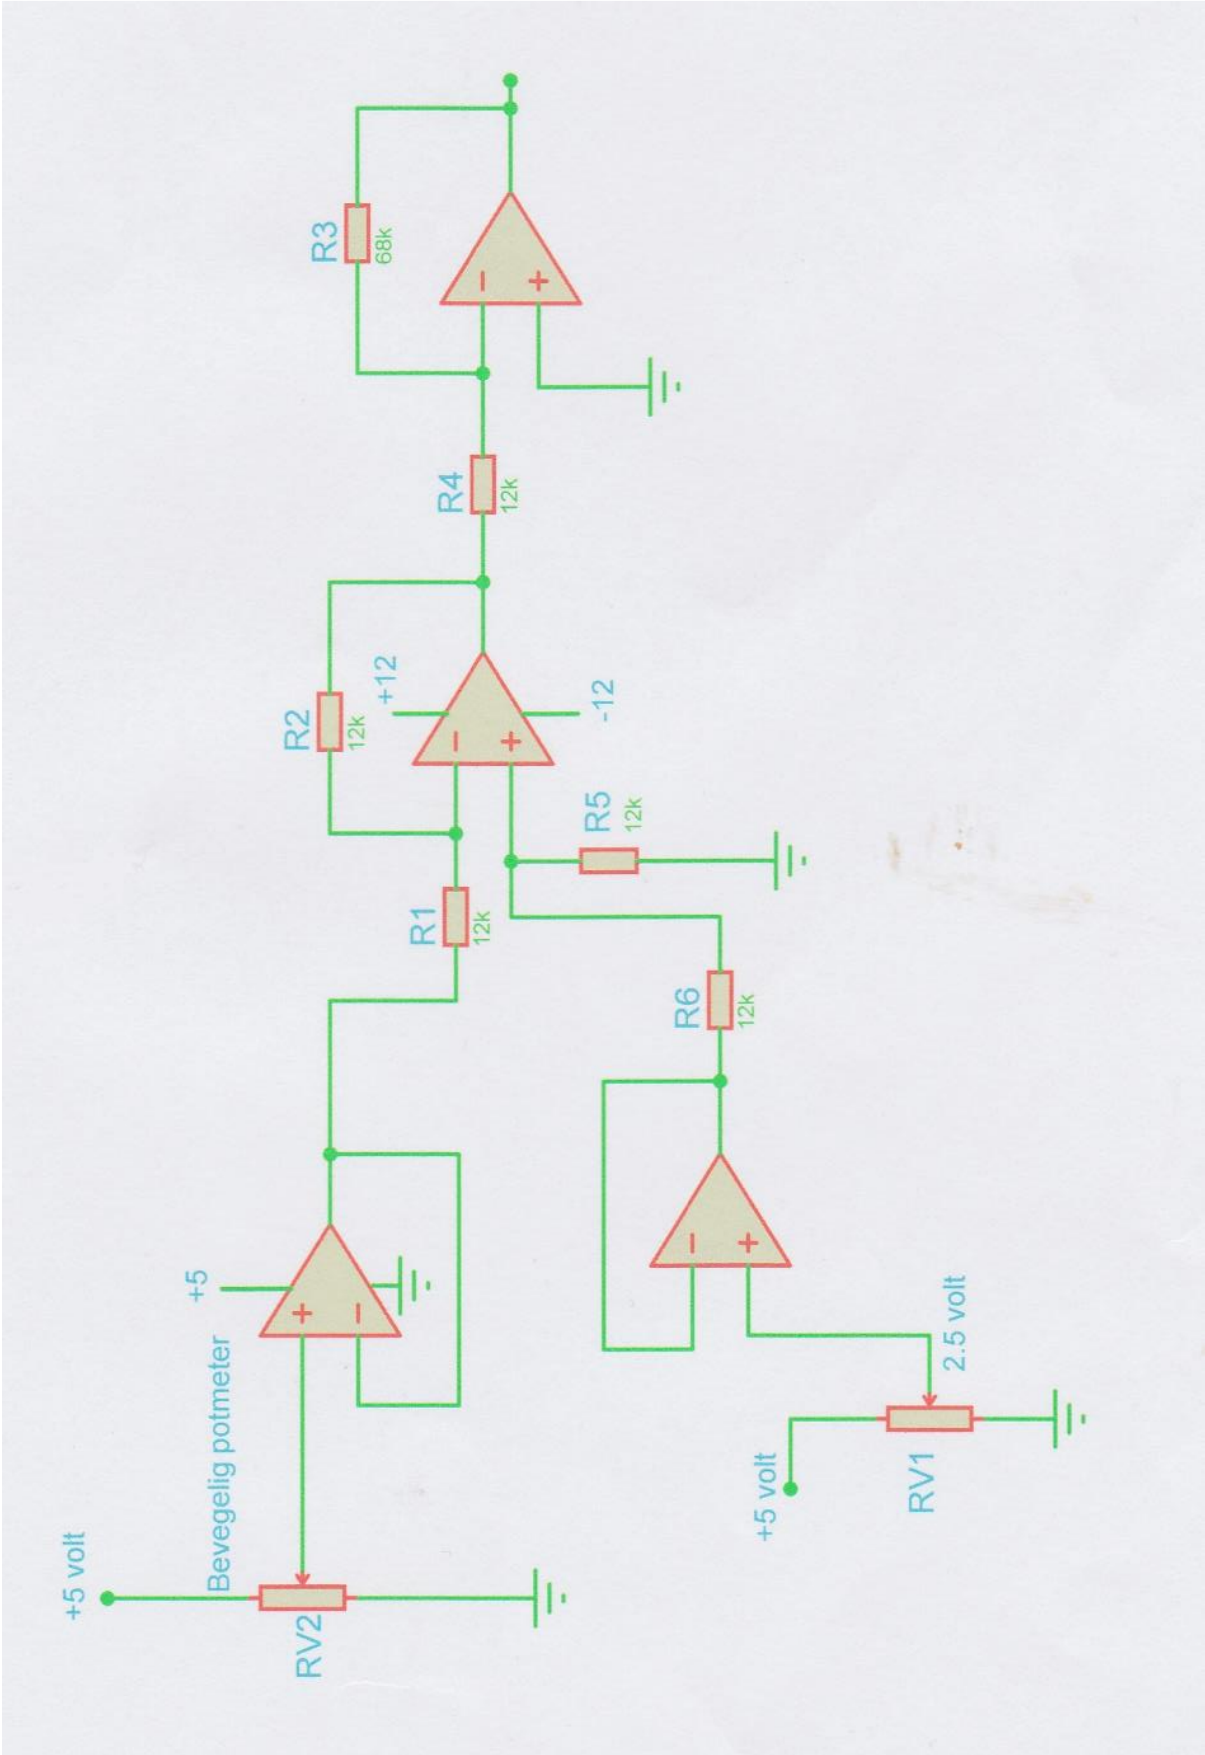 +5 volt
RV2
Bevegelig potmeter
+5
+
−
R1
12k
R2
12k
+12
−
+
-12
R4
12k
R3
68k
−
+
R5
12k
R6
12k
−
+
+5 volt
RV1
2.5 volt